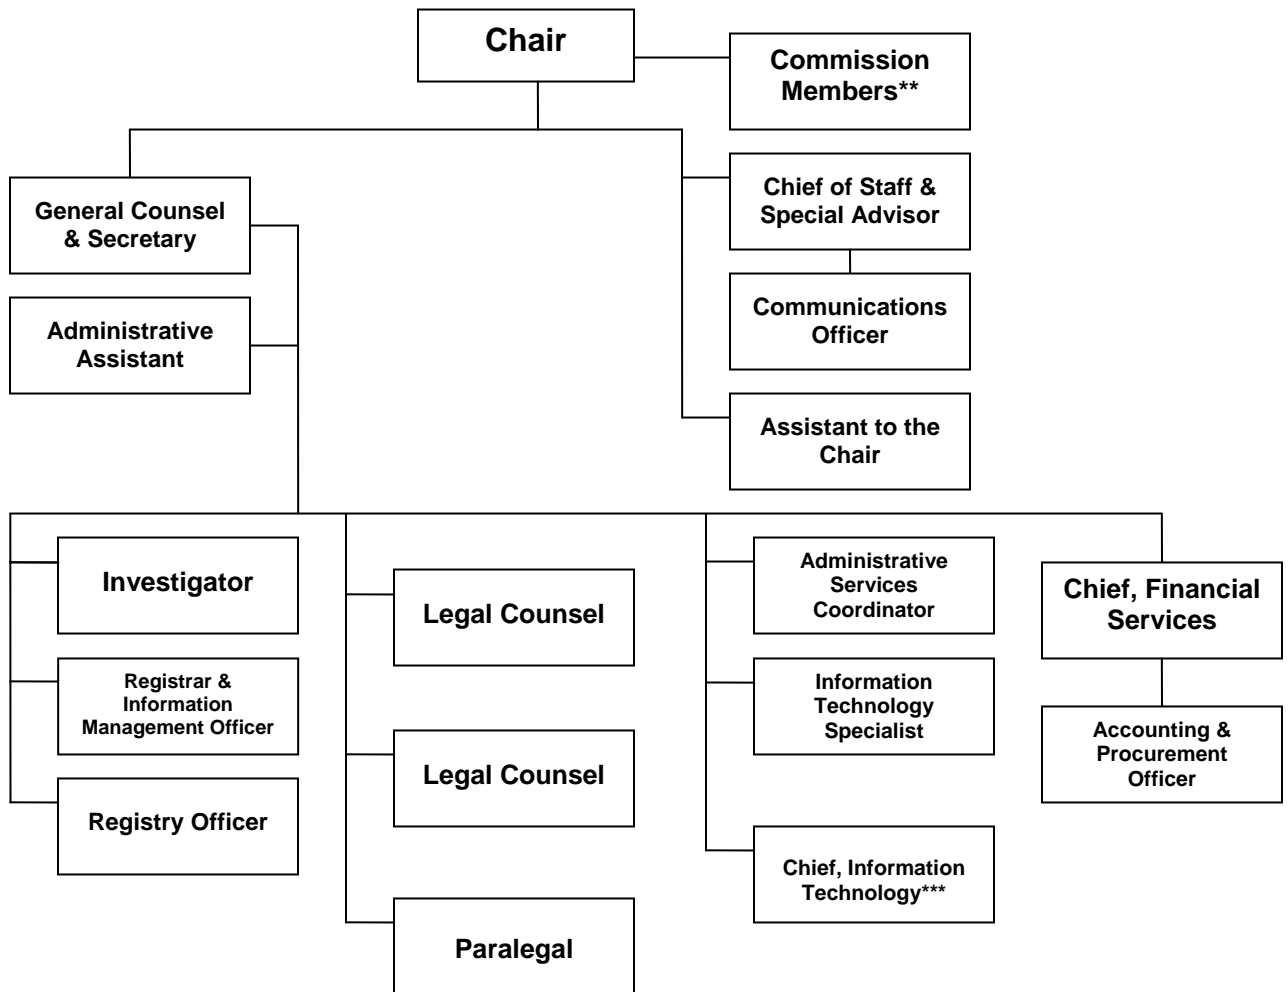 Chair
Commission
Members**
General Counsel
& Secretary
Chief of Staff &
Special Advisor
Administrative
Assistant
Communications
Officer
Assistant to the
Chair
Investigator
Registrar &
Information
Management Officer
Registry Officer
Legal Counsel
Legal Counsel
Paralegal
Administrative
Services
Coordinator
Information
Technology
Specialist
Chief, Information
Technology***
Chief, Financial
Services
Accounting &
Procurement
Officer